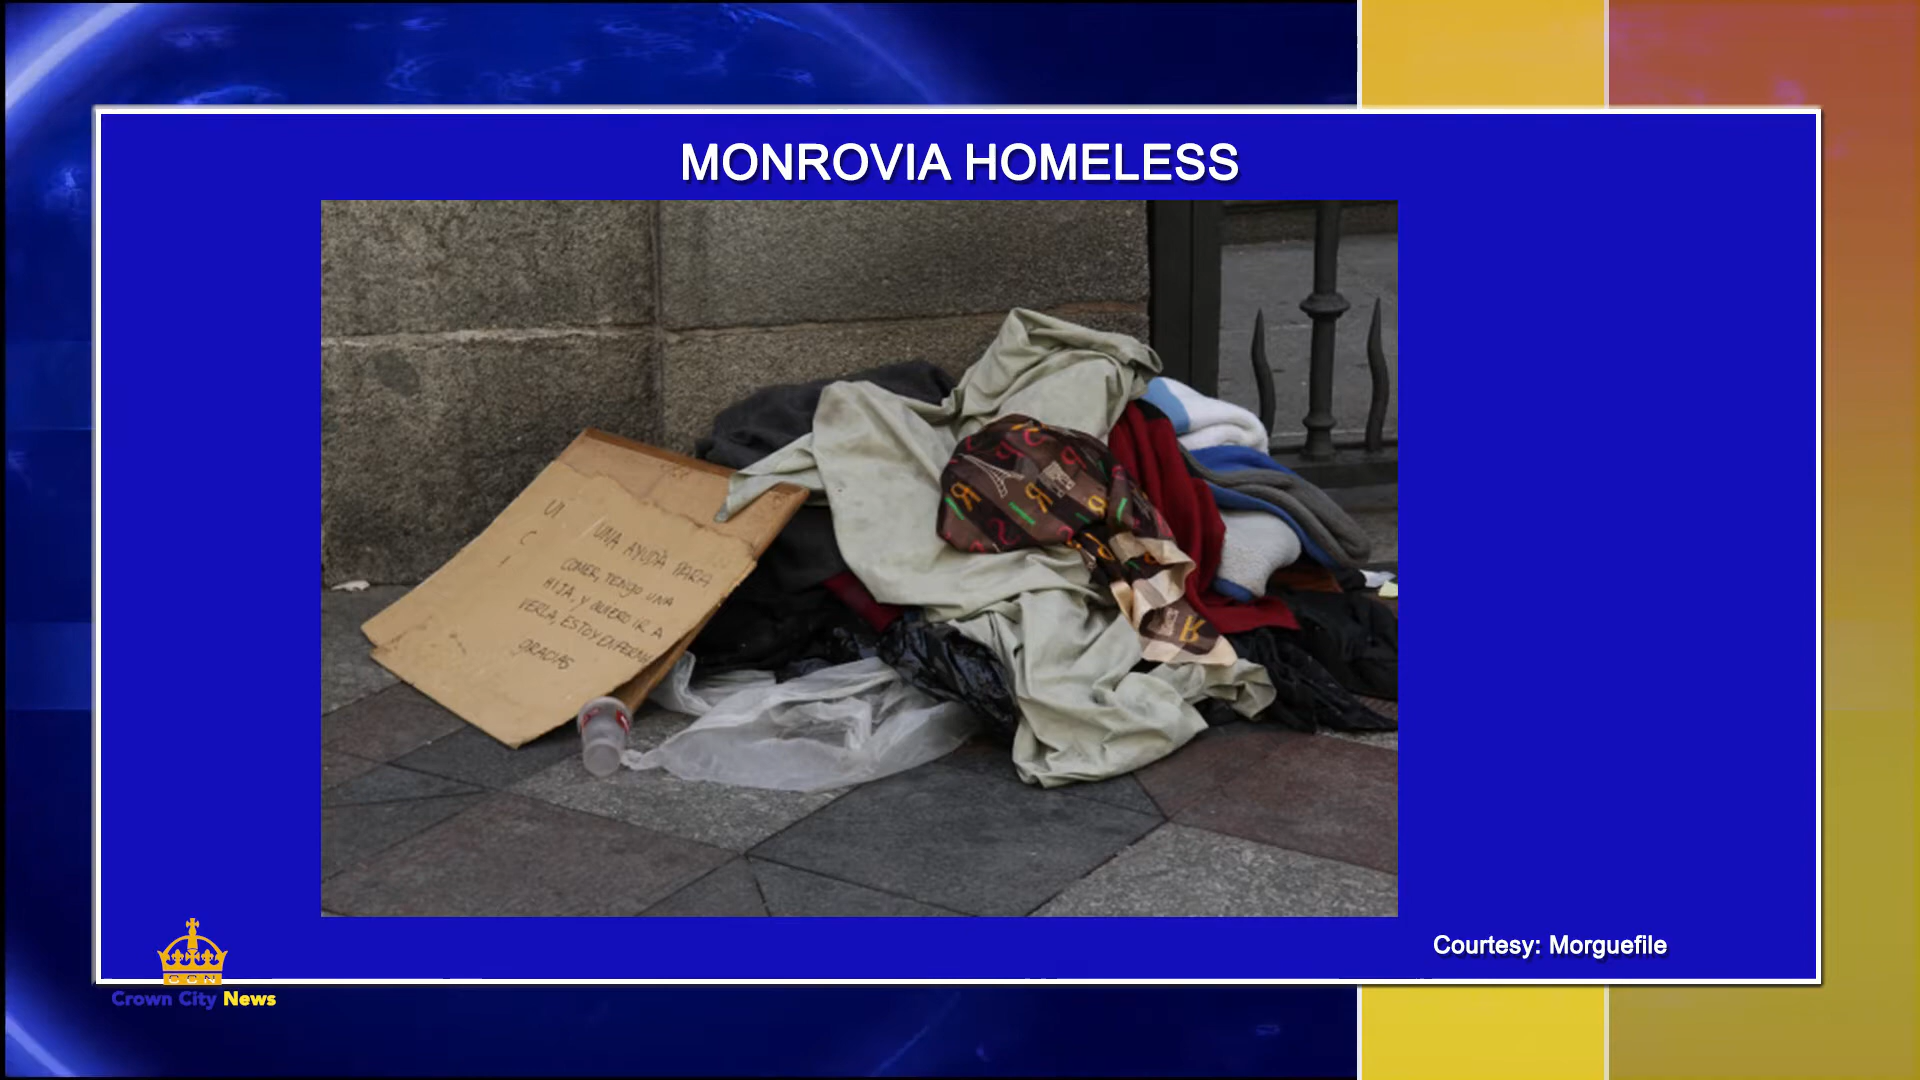 MONROVIA HOMELESS
UNA AYUDA PARA
COMER, TENGO UNA
HIJA, Y QUIERO IR A
VERLA, ESTOY ENFERMA
GRACIAS
Courtesy: Morguefile
CCN
Crown City News